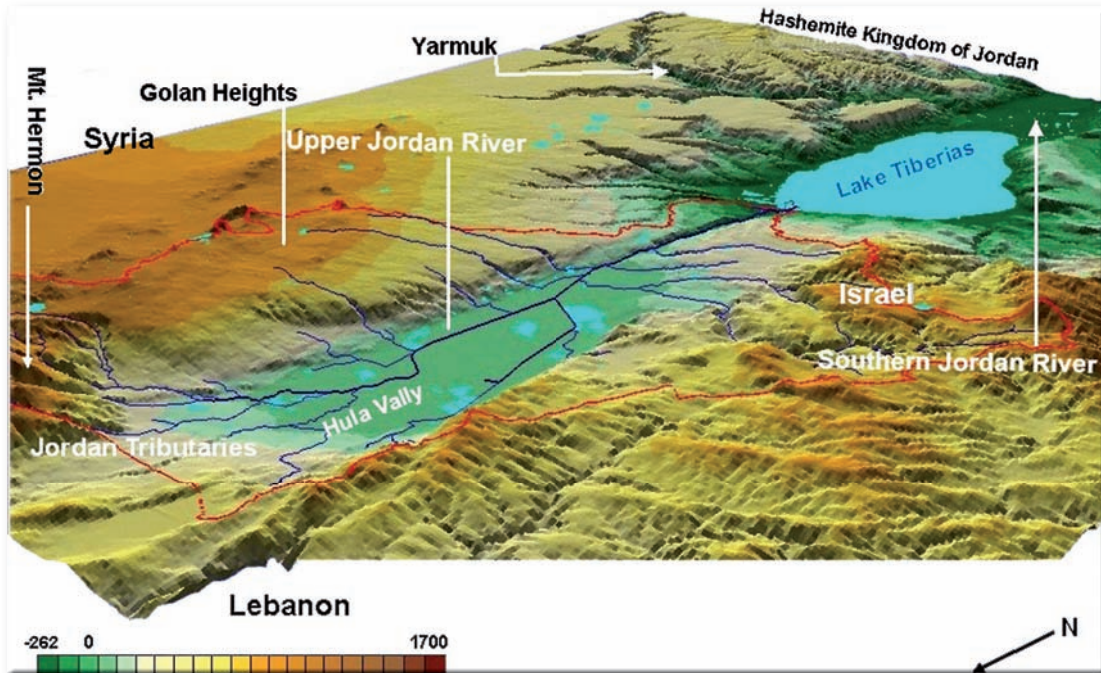 Hashemite Kingdom of Jordan
Yarmuk
Mt. Hermon
Golan Heights
Syria
Upper Jordan River
Lake Tiberias
Israel
Southern Jordan River
Hula Vally
Jordan Tributaries
Lebanon
-262 0 1700
N